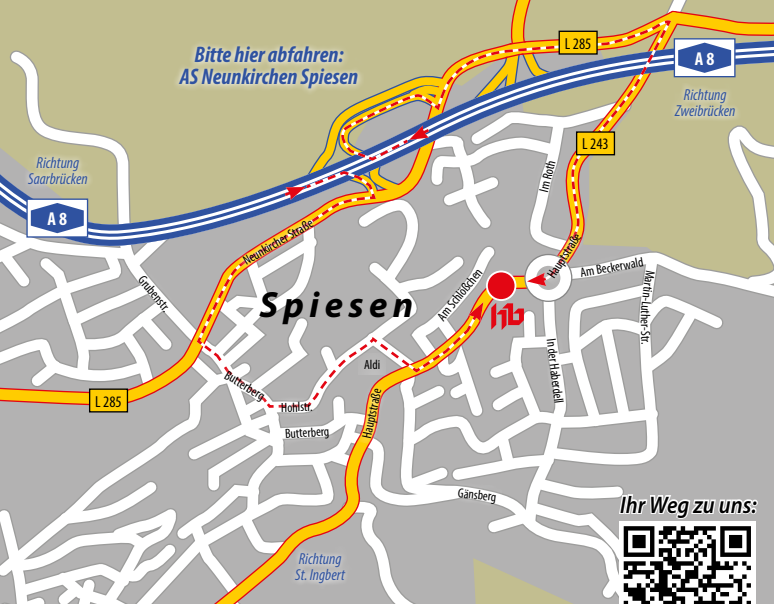 L 285
Bitte hier abfahren:
AS Neunkirchen Spiesen
A 8
Richtung
Zweibrücken
L 243
Richtung
Saarbrücken
Im Roth
A 8
Neunkircher Straße
Hauptstraße
Am Beckerwald
Grubenstr.
Am Schlößchen
Martin-Luther-Str.
Spiesen
hb
In der Haberdell
Aldi
Butterberg
L 285
Hohlstr.
Hauptstraße
Butterberg
Gänsberg
Ihr Weg zu uns:
Richtung
St. Ingbert